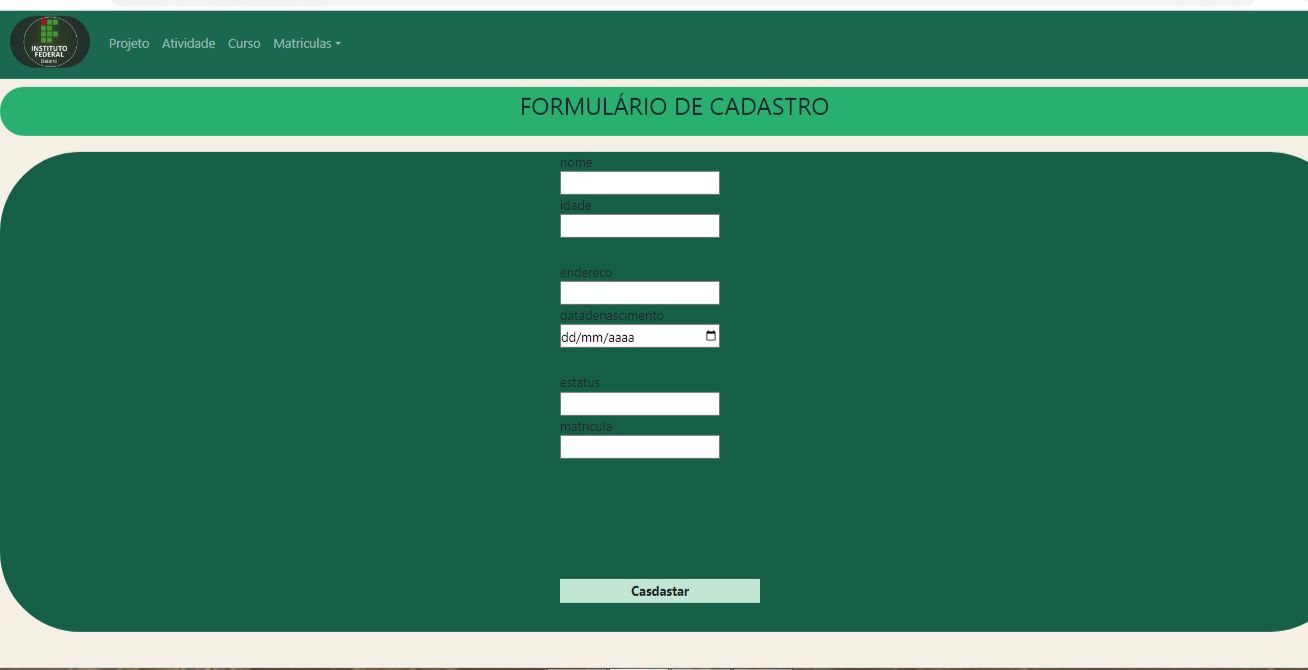 INSTITUTO
FEDERAL
Baiano
Projeto Atividade Curso Matriculas
FORMULÁRIO DE CADASTRO
nome
idade
endereco
datadenascimento
dd/mm/aaaa
estatus
matricula
Casdastar